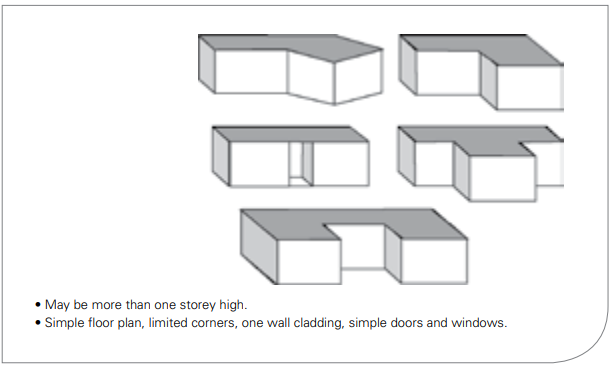 • May be more than one storey high.
• Simple floor plan, limited corners, one wall cladding, simple doors and windows.